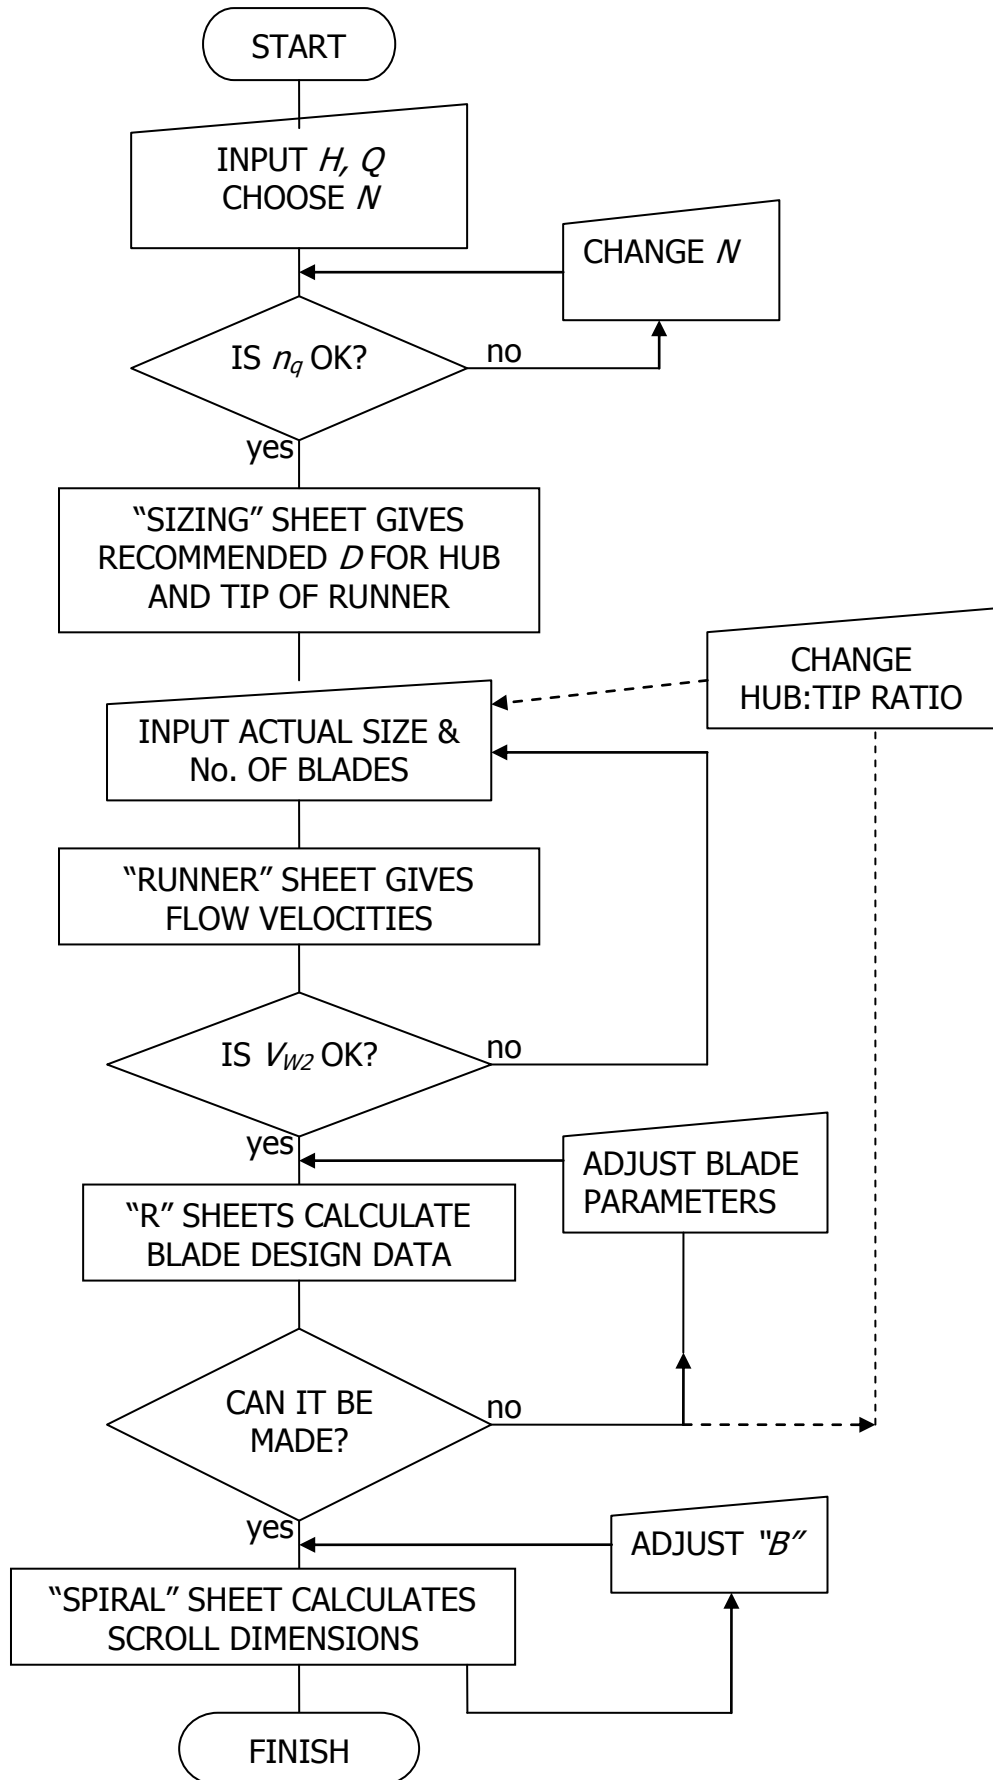 START
INPUT H, Q
CHOOSE N
CHANGE N
IS nq OK?
no
yes
“SIZING” SHEET GIVES
RECOMMENDED D FOR HUB
AND TIP OF RUNNER
CHANGE
HUB:TIP RATIO
INPUT ACTUAL SIZE &
No. OF BLADES
“RUNNER” SHEET GIVES
FLOW VELOCITIES
IS VW2 OK?
no
yes
ADJUST BLADE
PARAMETERS
“R” SHEETS CALCULATE
BLADE DESIGN DATA
CAN IT BE
MADE?
no
yes
ADJUST “B”
“SPIRAL” SHEET CALCULATES
SCROLL DIMENSIONS
FINISH